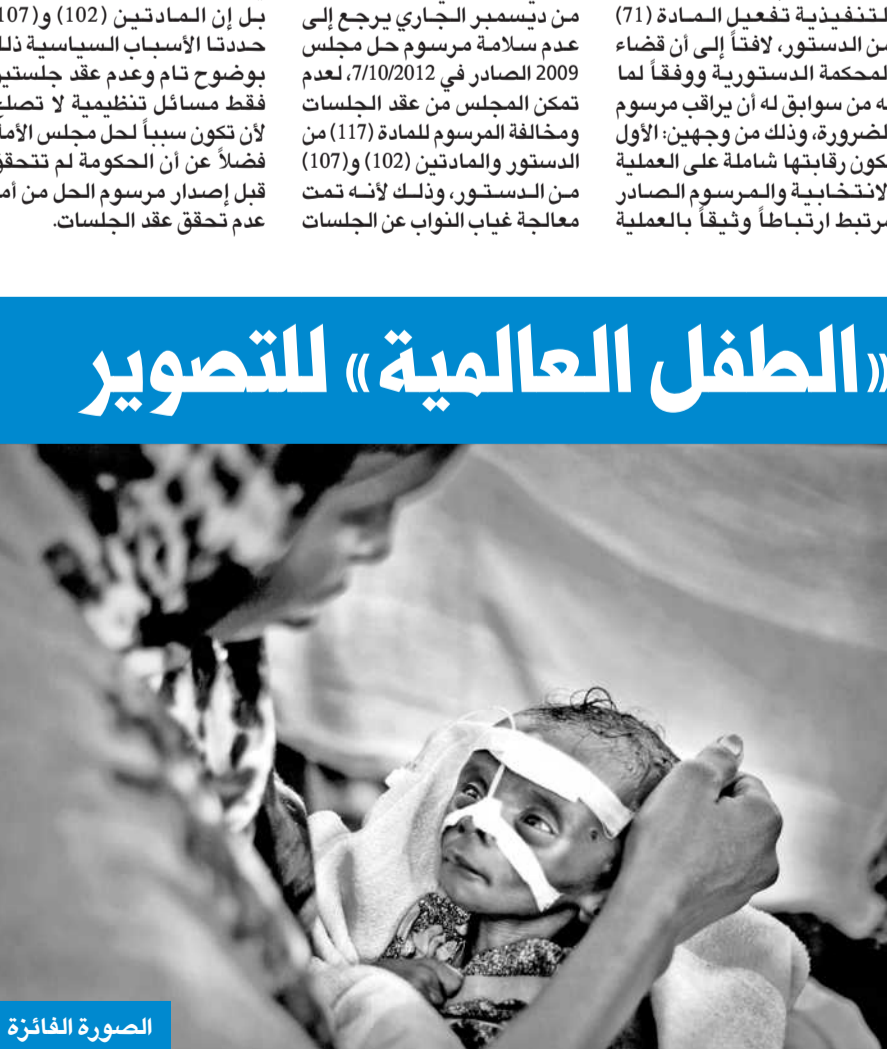 لتنفيذية تفعيل المادة (71)
من الدستور، لافتاً إلى أن قضاء
لمحكمة الدستورية ووفقاً لما
من سوابق له أن يراقب مرسوم
لضرورة، وذلك من وجهين: الأول
كون رقابتها شاملة على العملية
لانتخابية والمرسوم الصادر
مرتبط ارتباطاً وثيقاً بالعملية
من ديسمبر الجاري يرجع إلى
عدم سلامة مرسوم حل مجلس
2009 الصادر في 7/10/2012، لعدم
تمكن المجلس من عقد الجلسات
ومخالفة المرسوم للمادة (117) من
الدستور والمادتين (102) و(107)
من الدستور، وذلك لأنه تمت
معالجة غياب النواب عن الجلسات
بل إن المادتين (102) و(107
حددتا الأسباب السياسية
بوضوح تام وعدم عقد جلستين
فقط مسائل تنظيمية لا تصلح
لأن تكون سبباً لحل مجلس
فضلاً عن أن الحكومة لم تتحقق
قبل إصدار مرسوم الحل من
عدم تحقق عقد الجلسات.
«الطفل العالمية» للتصوير
الصورة الفائزة